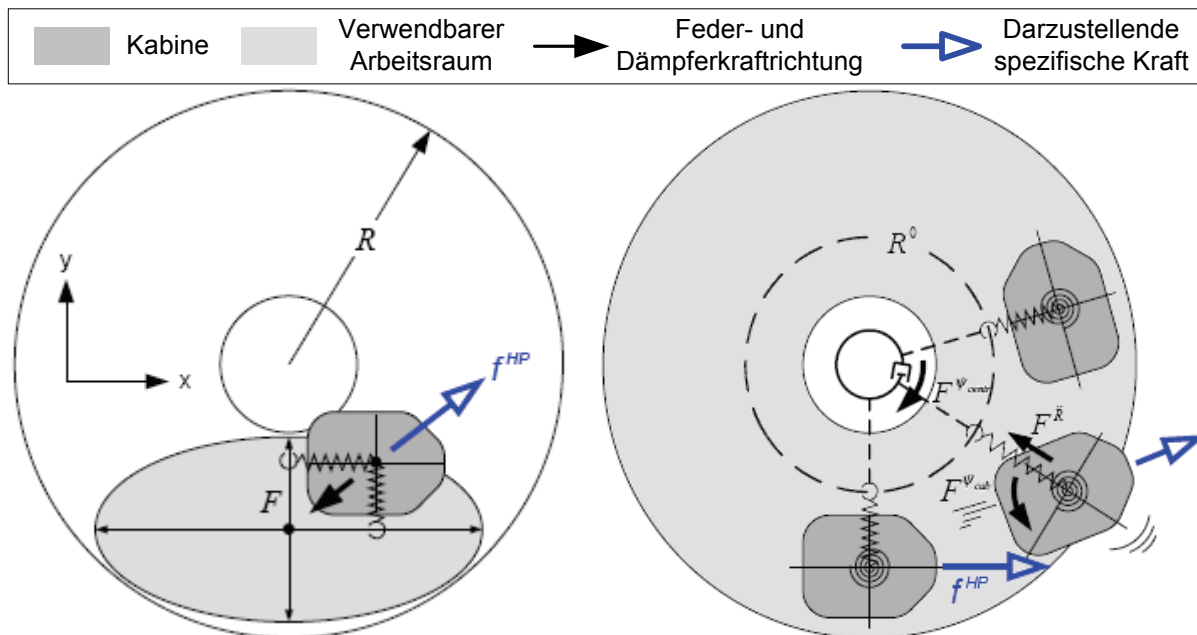 Kabine
Verwendbarer
Arbeitsraum
Feder- und
Dämpferkraftrichtung
Darzustellende
spezifische Kraft
R
y
x
f^HP
F
R^0
F^Ψcentr
F^R̈
F^Ψcab
f^HP